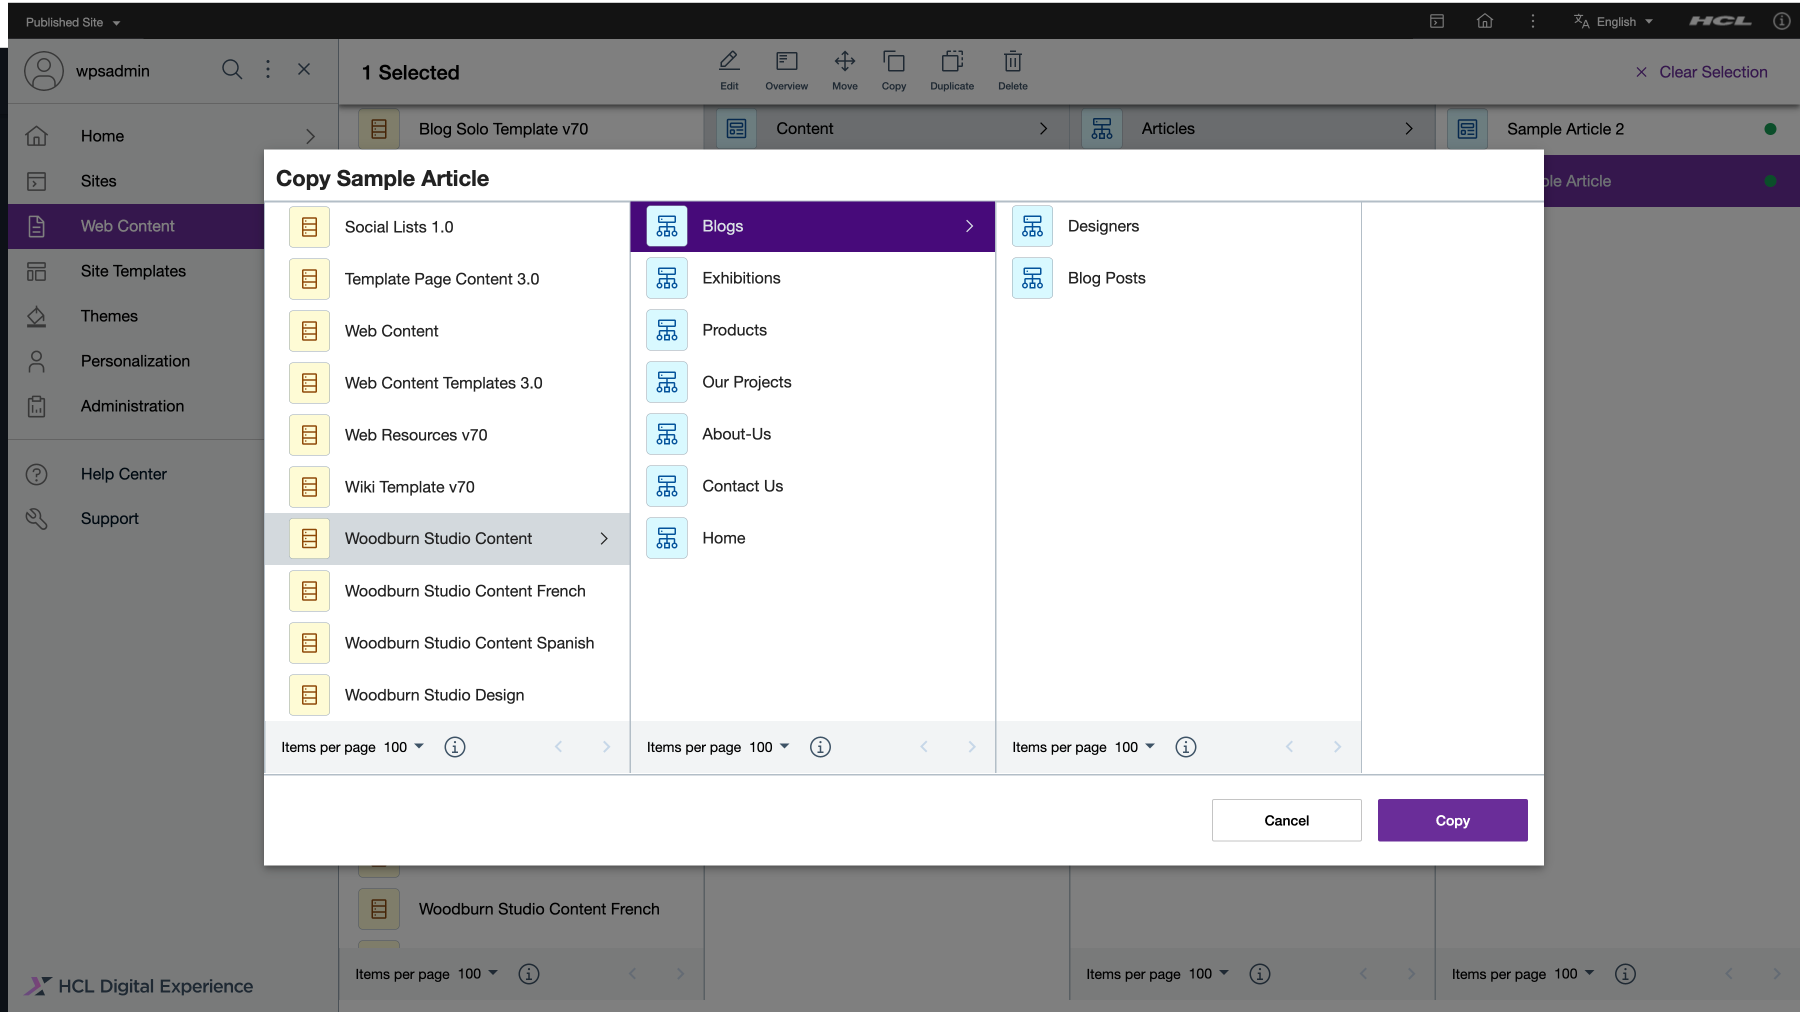 Published Site
English
HCL
wpsadmin
1 Selected
Edit
Overview
Move
Copy
Duplicate
Delete
Clear Selection
Home
Sites
Web Content
Site Templates
Themes
Personalization
Administration
Help Center
Support
HCL Digital Experience
Blog Solo Template v70
Content
Articles
Sample Article 2
Article
Copy Sample Article
Social Lists 1.0
Template Page Content 3.0
Web Content
Web Content Templates 3.0
Web Resources v70
Wiki Template v70
Woodburn Studio Content
Woodburn Studio Content French
Woodburn Studio Content Spanish
Woodburn Studio Design
Items per page 100
Blogs
Exhibitions
Products
Our Projects
About-Us
Contact Us
Home
Items per page 100
Designers
Blog Posts
Items per page 100
Cancel
Copy
Woodburn Studio Content French
Items per page 100
Items per page 100
Items per page 100